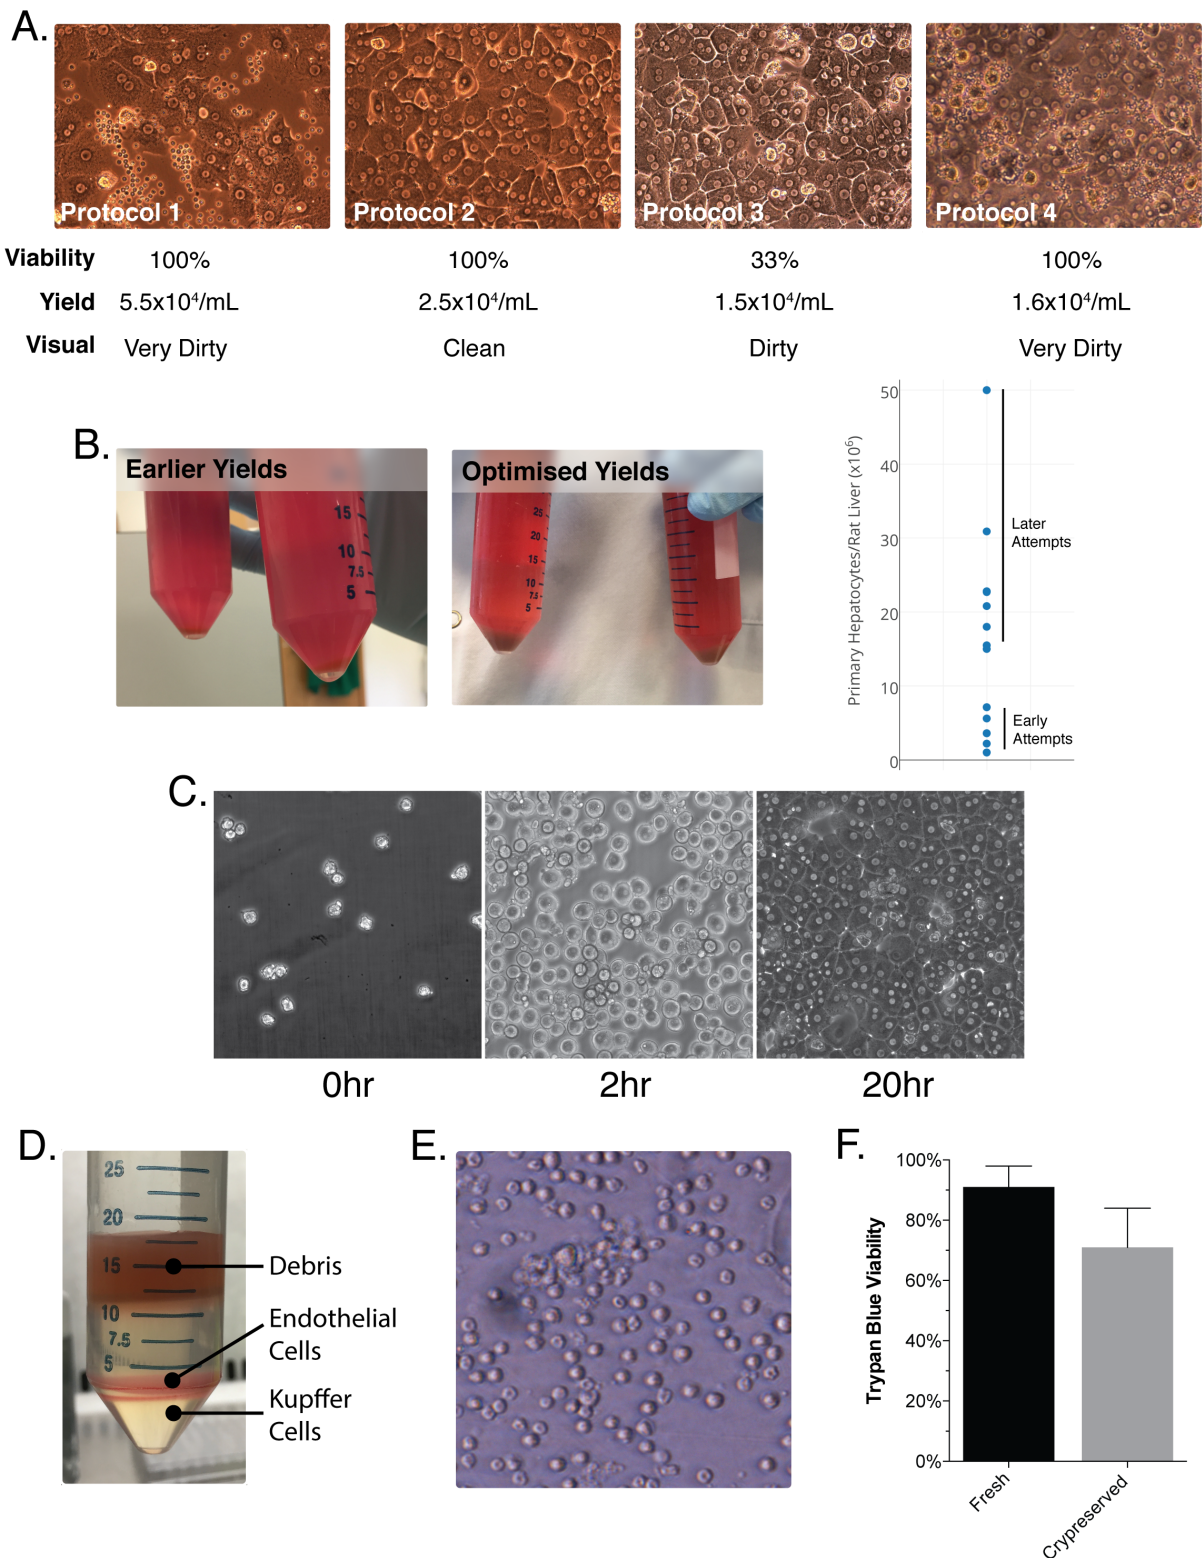 A.
Protocol 1
Protocol 2
Protocol 3
Protocol 4
Viability 100% 100% 33% 100%
Yield 5.5x10⁴/mL 2.5x10⁴/mL 1.5x10⁴/mL 1.6x10⁴/mL
Visual Very Dirty Clean Dirty Very Dirty
B.
Earlier Yields
15
10
7.5
5
Optimised Yields
25
20
15
10
7.5
5
Primary Hepatocytes/Rat Liver (x10⁶)
50
40
30
20
10
0
Later
Attempts
Early
Attempts
C.
0hr
2hr
20hr
D.
25
20
15
10
7.5
5
Debris
Endothelial
Cells
Kupffer
Cells
E.
F.
Trypan Blue Viability
100%
80%
60%
40%
20%
0%
Fresh
Crypreserved